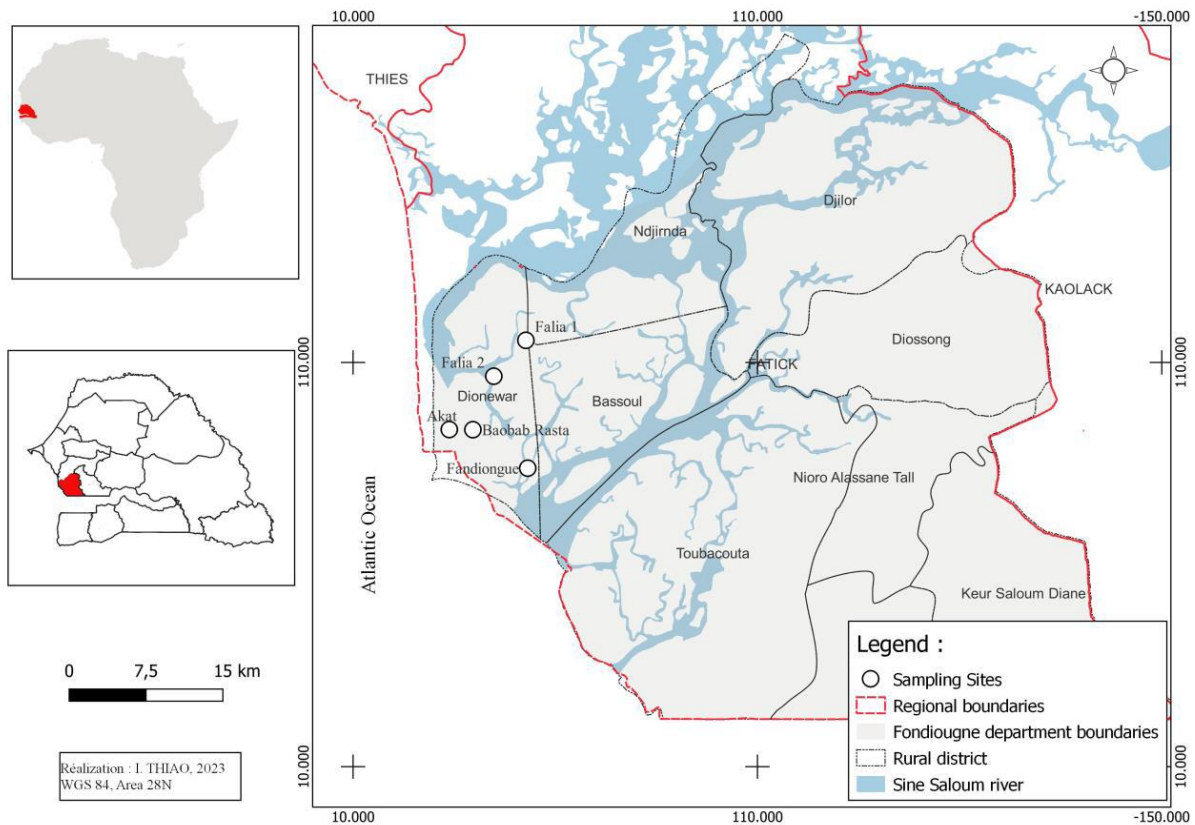 10.000
110.000
-150.000
THIES
Djilor
Ndjirnda
KAOLACK
Falia 1
Diossong
110.000
110.000
Falia 2
FATICK
Dionewar
Bassoul
Akat
Baobab Rasta
Fandiongue
Nioro Alassane Tall
Atlantic Ocean
Toubacouta
Keur Saloum Diane
0 7,5 15 km
Legend :
Sampling Sites
Regional boundaries
Fondiougne department boundaries
Rural district
Sine Saloum river
Réalization : I. THIAO, 2023
WGS 84, Area 28N
10.000
10.000
10.000
110.000
-150.000